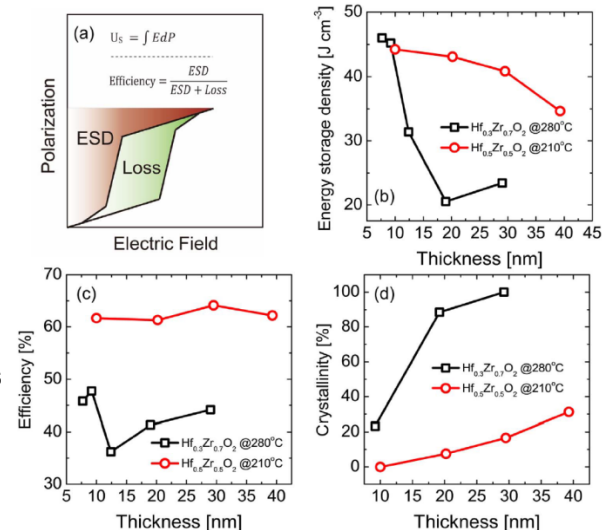 (a)
U_S = ∫ EdP
Efficiency = ESD / (ESD + Loss)
ESD
Loss
Polarization
Electric Field
(b)
Energy storage density [J cm⁻³]
50
45
40
35
30
25
20
Hf₀.₃Zr₀.₇O₂ @280°C
Hf₀.₅Zr₀.₅O₂ @210°C
5 10 15 20 25 30 35 40 45
Thickness [nm]
(c)
Efficiency [%]
70
60
50
40
30
Hf₀.₃Zr₀.₇O₂ @280°C
Hf₀.₅Zr₀.₅O₂ @210°C
5 10 15 20 25 30 35 40
Thickness [nm]
(d)
Crystallinity [%]
100
80
60
40
20
0
Hf₀.₃Zr₀.₇O₂ @280°C
Hf₀.₅Zr₀.₅O₂ @210°C
10 20 30 40
Thickness [nm]